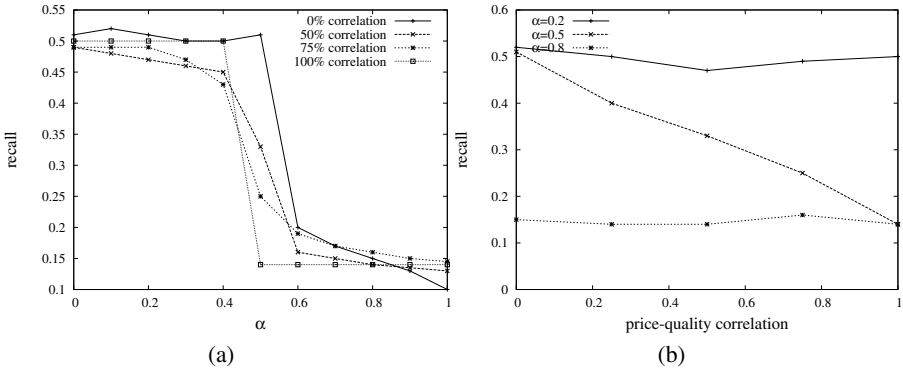 0.55
0.5
0.45
0.4
0.35
0.3
0.25
0.2
0.15
0.1
recall
0% correlation
50% correlation
75% correlation
100% correlation
0 0.2 0.4 0.6 0.8 1
α
(a)
0.6
0.5
0.4
0.3
0.2
0.1
0
recall
α=0.2
α=0.5
α=0.8
0 0.2 0.4 0.6 0.8 1
price-quality correlation
(b)